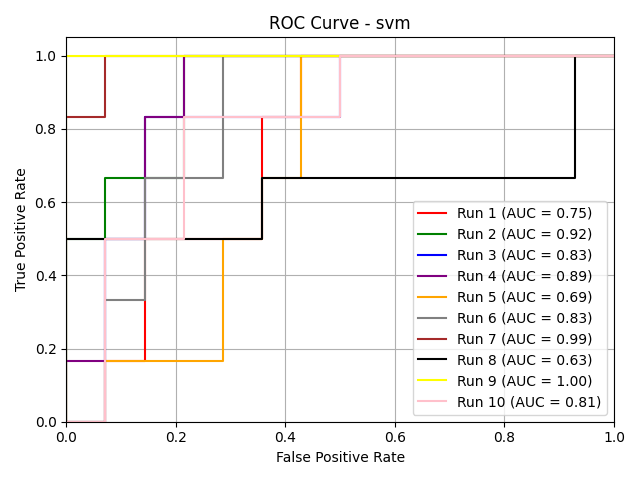 ROC Curve - svm
True Positive Rate
1.0
0.8
0.6
0.4
0.2
0.0
Run 1 (AUC = 0.75)
Run 2 (AUC = 0.92)
Run 3 (AUC = 0.83)
Run 4 (AUC = 0.89)
Run 5 (AUC = 0.69)
Run 6 (AUC = 0.83)
Run 7 (AUC = 0.99)
Run 8 (AUC = 0.63)
Run 9 (AUC = 1.00)
Run 10 (AUC = 0.81)
0.0 0.2 0.4 0.6 0.8 1.0
False Positive Rate